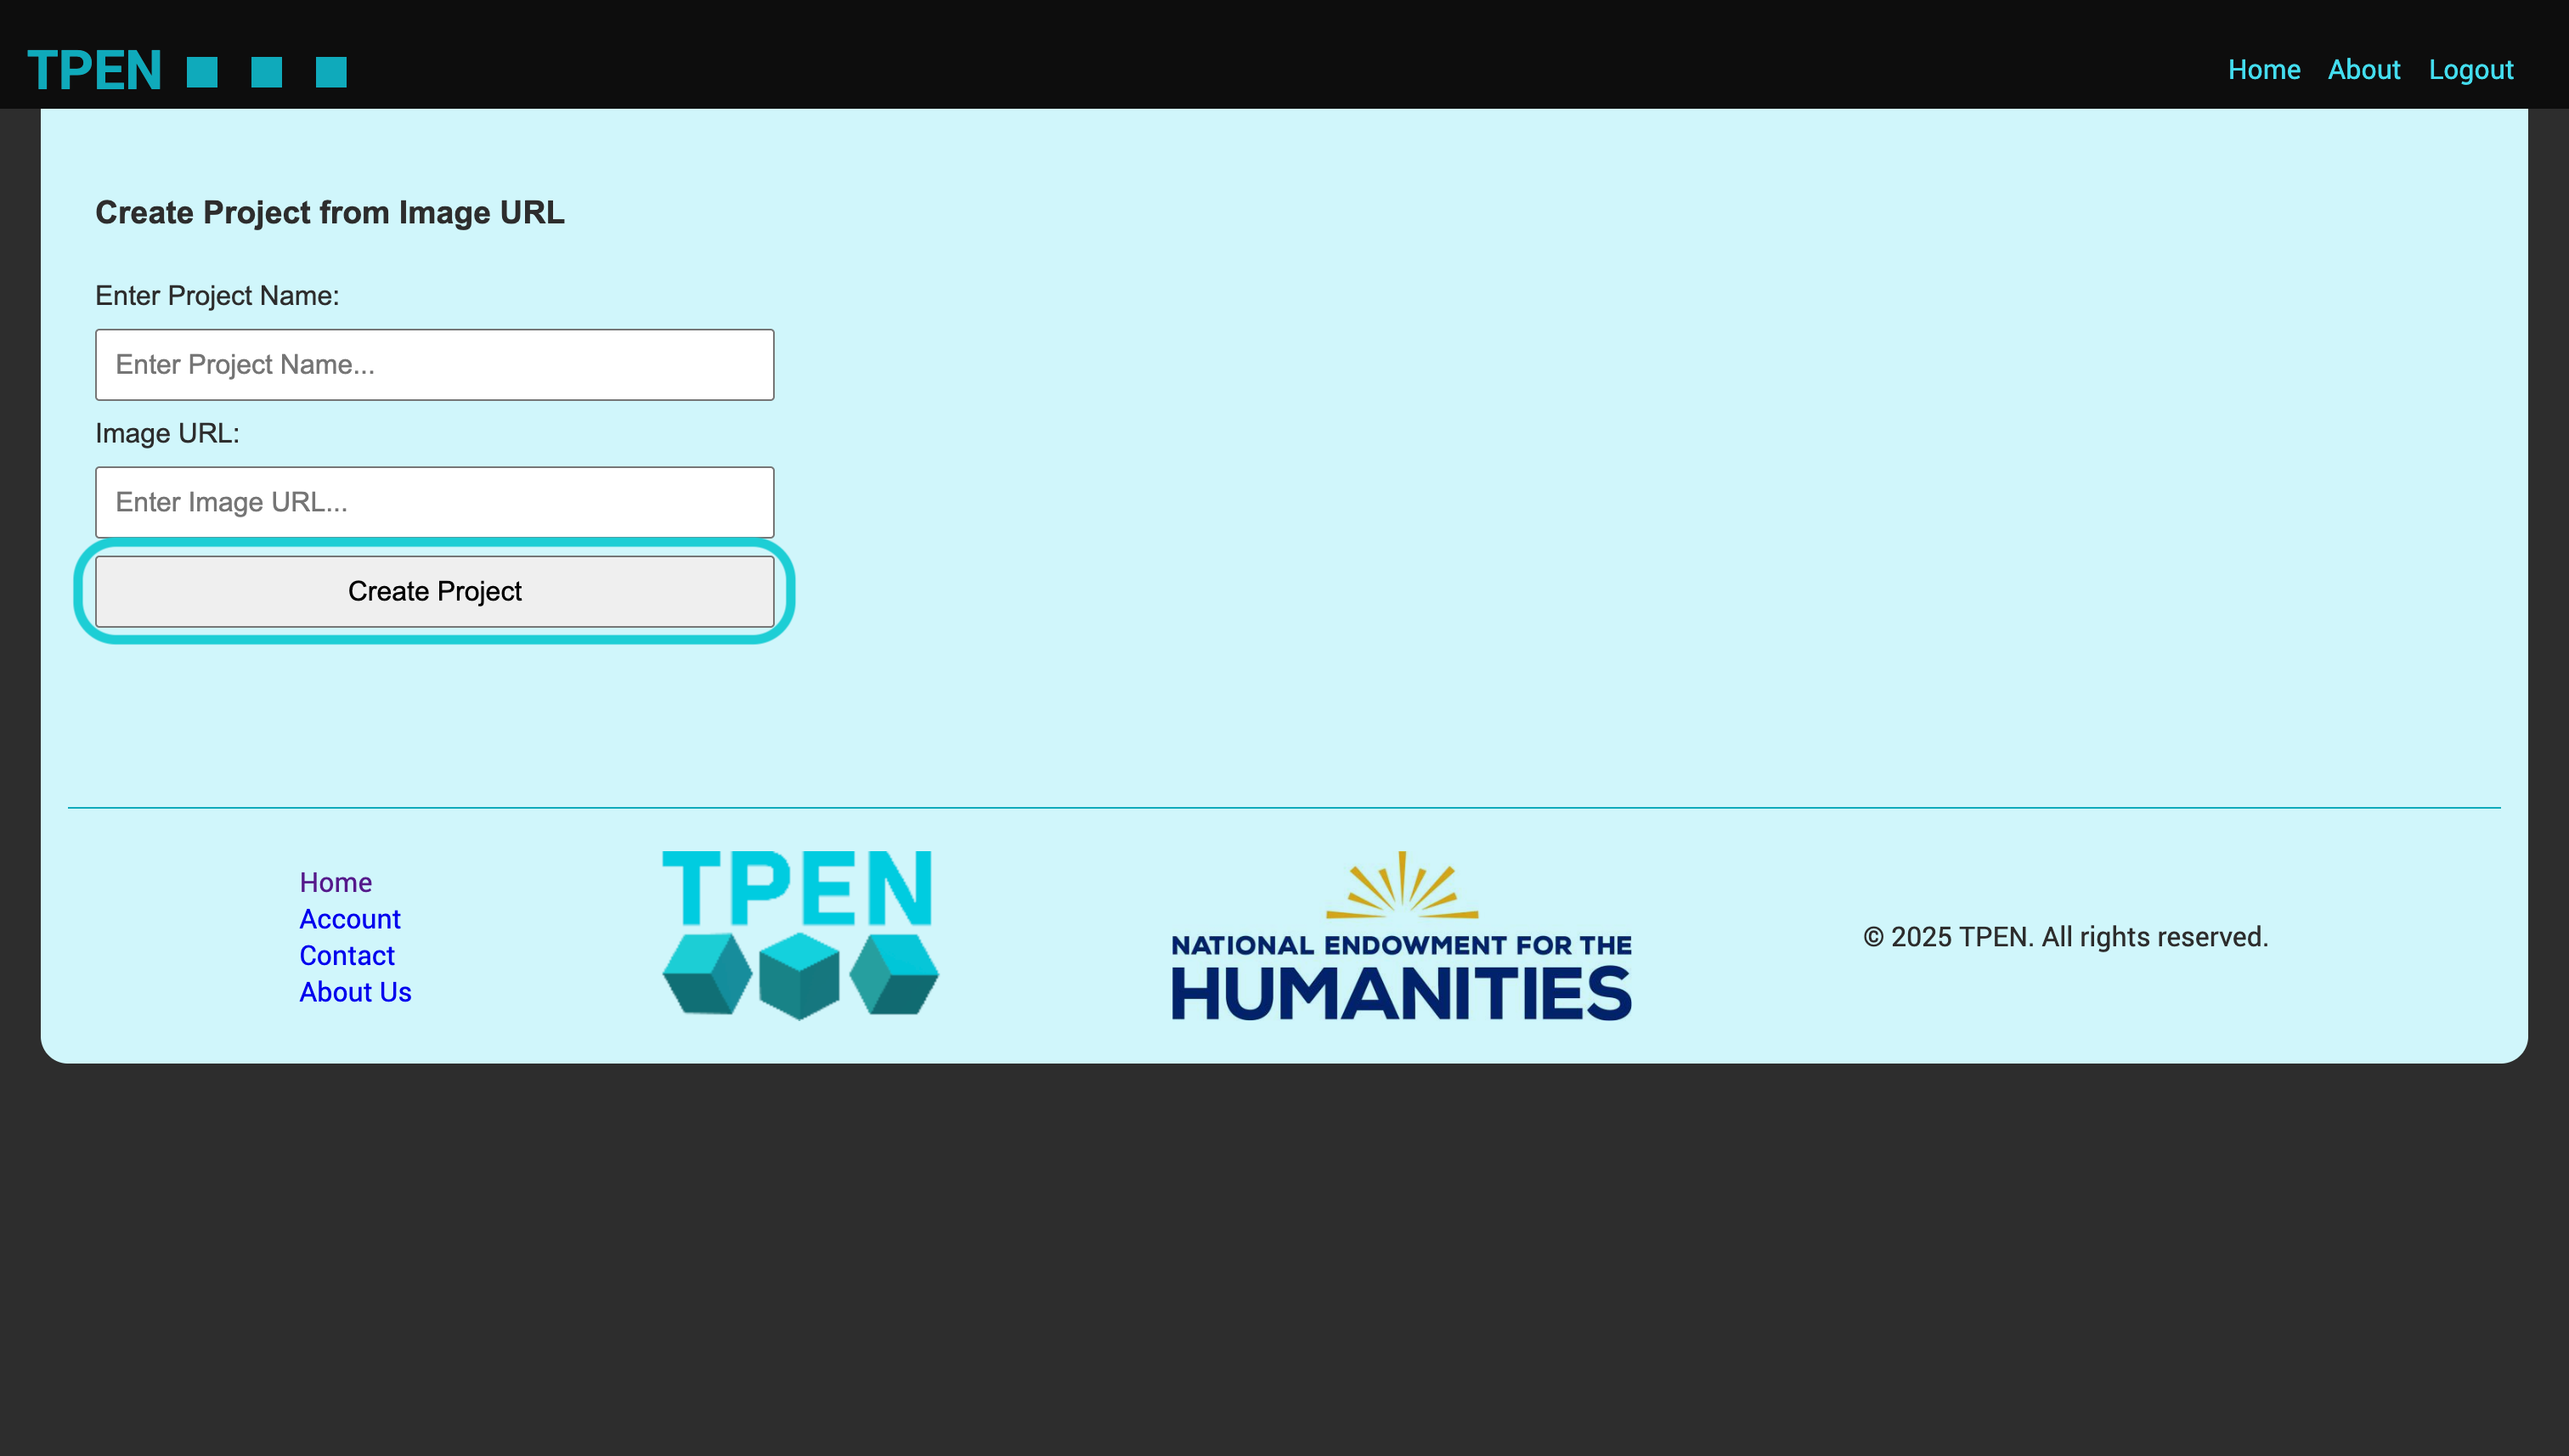 TPEN
Home About Logout
Create Project from Image URL
Enter Project Name:
Enter Project Name...
Image URL:
Enter Image URL...
Create Project
Home
Account
Contact
About Us
TPEN
NATIONAL ENDOWMENT FOR THE
HUMANITIES
© 2025 TPEN. All rights reserved.